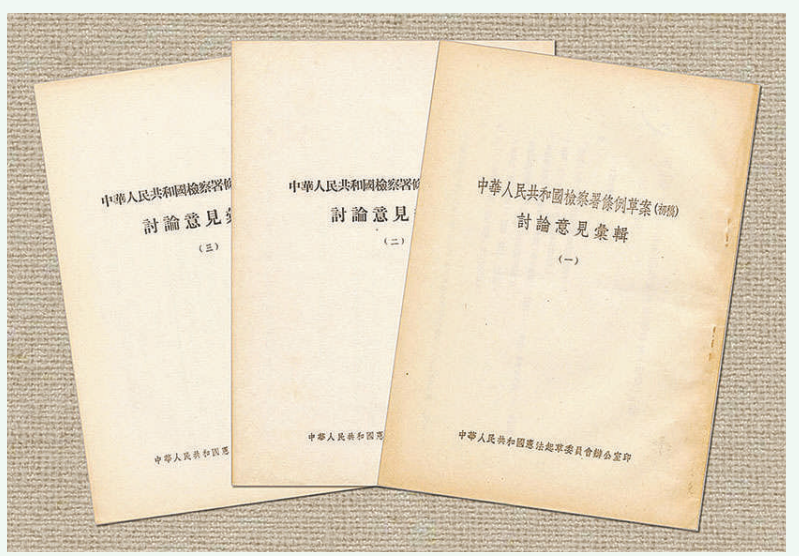 中華人民共和國檢察署條
討論意見彙
（三）
中華人民共和國憲
中華人民共和國檢察署條
討論意見
（二）
中華人民共和國憲
中華人民共和國檢察署條例草案(初稿)
討論意見彙輯
（一）
中華人民共和國憲法起草委員會辦公室印